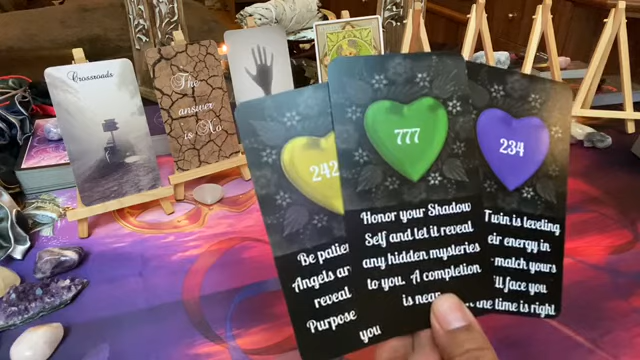 Crossroads
The
answer
is No
242
Be patie
Angels ar
reveal
Purpose
you
777
Honor your Shadow
Self and let it reveal
any hidden mysteries
to you. A completion
is near
234
Twin is leveling
eir energy in
match yours
'll face you
the time is right